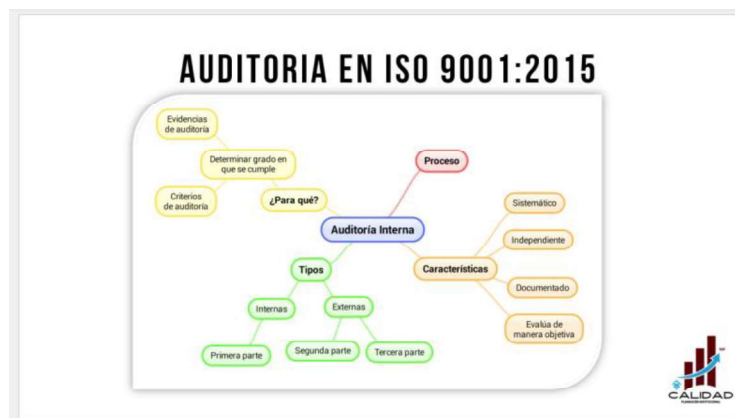 AUDITORIA EN ISO 9001:2015
Evidencias
de auditoría
Determinar grado en
que se cumple
Criterios
de auditoría
¿Para qué?
Proceso
Auditoría Interna
Sistemático
Independiente
Características
Documentado
Evalúa de
manera objetiva
Tipos
Internas
Externas
Primera parte
Segunda parte
Tercera parte
CALIDAD